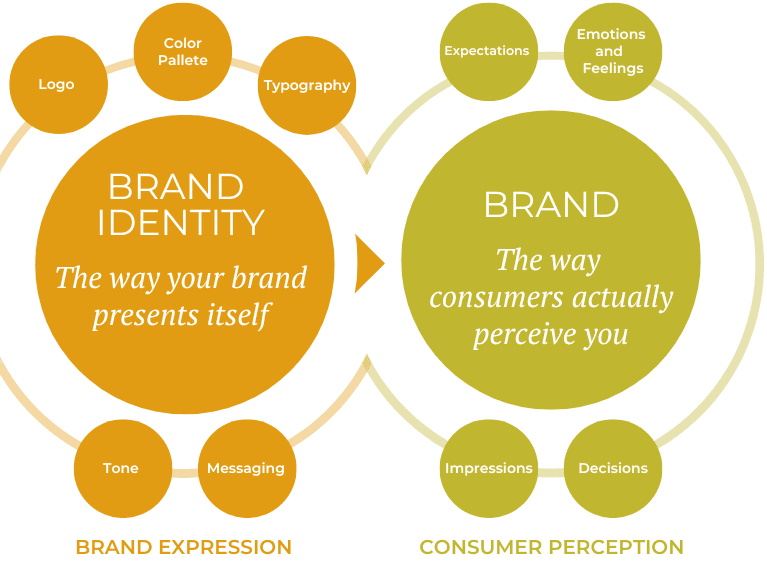 Logo
Color
Pallete
Typography
BRAND
IDENTITY
The way your brand
presents itself
Tone
Messaging
BRAND EXPRESSION
Expectations
Emotions
and
Feelings
BRAND
The way
consumers actually
perceive you
Impressions
Decisions
CONSUMER PERCEPTION